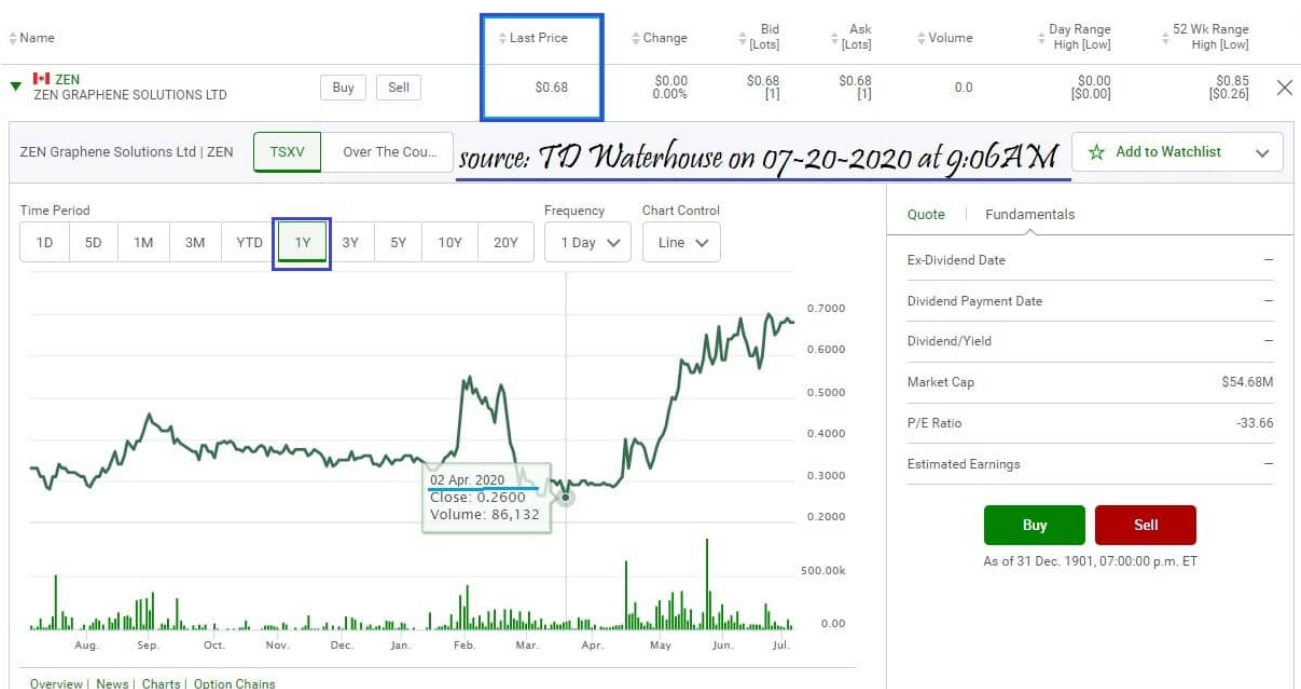 Name Last Price Change Bid [Lots] Ask [Lots] Volume Day Range High [Low] 52 Wk Range High [Low]
ZEN
ZEN GRAPHENE SOLUTIONS LTD Buy Sell $0.68 $0.00 0.00% $0.68 [1] $0.68 [1] 0.0 $0.00 [$0.00] $0.85 [$0.26]
ZEN Graphene Solutions Ltd | ZEN TSXV Over The Cou... source: TD Waterhouse on 07-20-2020 at 9:06AM Add to Watchlist
Time Period Frequency Chart Control
1D 5D 1M 3M YTD 1Y 3Y 5Y 10Y 20Y 1 Day Line
0.7000
0.6000
0.5000
0.4000
0.3000
0.2000
02 Apr. 2020
Close: 0.2600
Volume: 86,132
500.00k
0.00
Aug. Sep. Oct. Nov. Dec. Jan. Feb. Mar. Apr. May Jun. Jul.
Overview | News | Charts | Option Chains
Quote Fundamentals
Ex-Dividend Date –
Dividend Payment Date –
Dividend/Yield –
Market Cap $54.68M
P/E Ratio -33.66
Estimated Earnings –
Buy Sell
As of 31 Dec. 1901, 07:00:00 p.m. ET